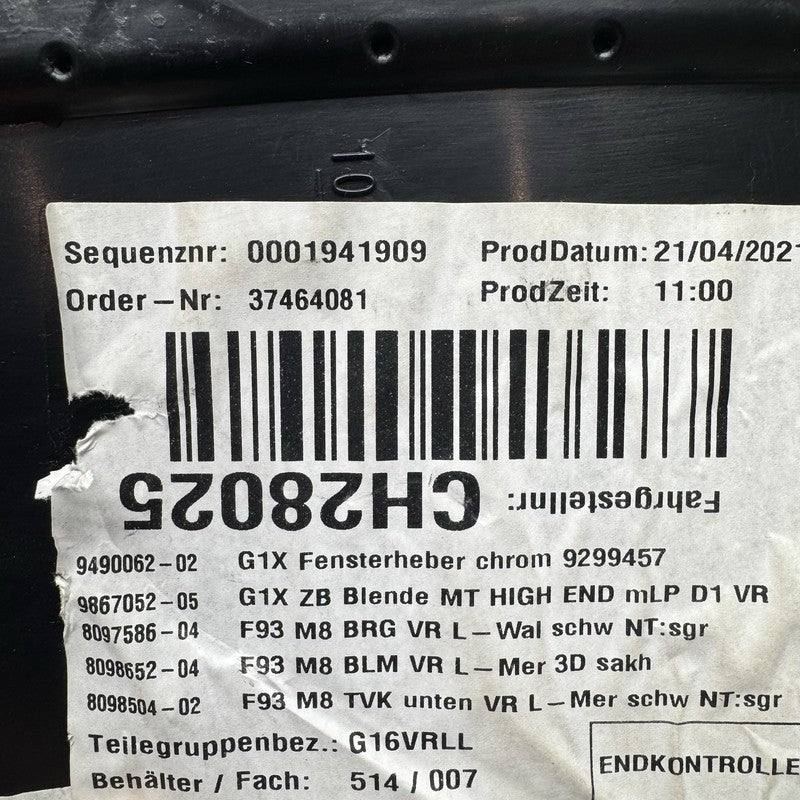 10
Sequenznr: 0001941909 ProdDatum: 21/04/2021
Order-Nr: 37464081 ProdZeit: 11:00
Fahrgestellnr: CH28025
9490062-02 G1X Fensterheber chrom 9299457
9867052-05 G1X ZB Blende MT HIGH END mLP D1 VR
8097586-04 F93 M8 BRG VR L-Wal schw NT:sgr
8098652-04 F93 M8 BLM VR L-Mer 3D sakh
8098504-02 F93 M8 TVK unten VR L-Mer schw NT:sgr
Teilegruppenbez.: G16VRLL
Behälter / Fach: 514 / 007
ENDKONTROLLE